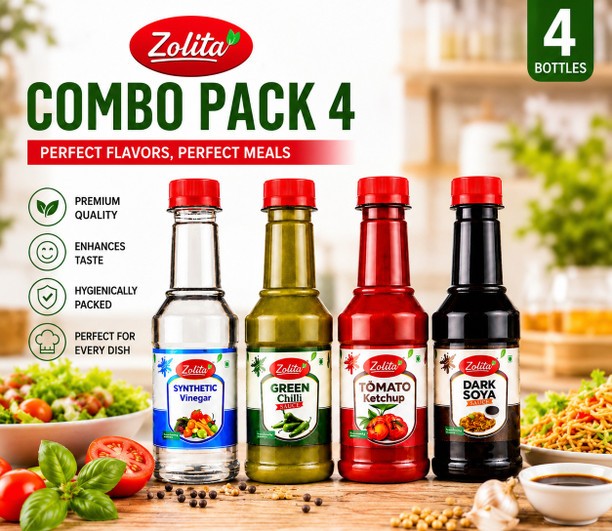 Zolita
COMBO PACK 4
PERFECT FLAVORS, PERFECT MEALS
4
BOTTLES
PREMIUM
QUALITY
ENHANCES
TASTE
HYGIENICALLY
PACKED
PERFECT FOR
EVERY DISH
Zolita
SYNTHETIC
Vinegar
Zolita
GREEN
Chilli
SAUCE
Zolita
TOMATO
Ketchup
Zolita
DARK
SOYA
SAUCE